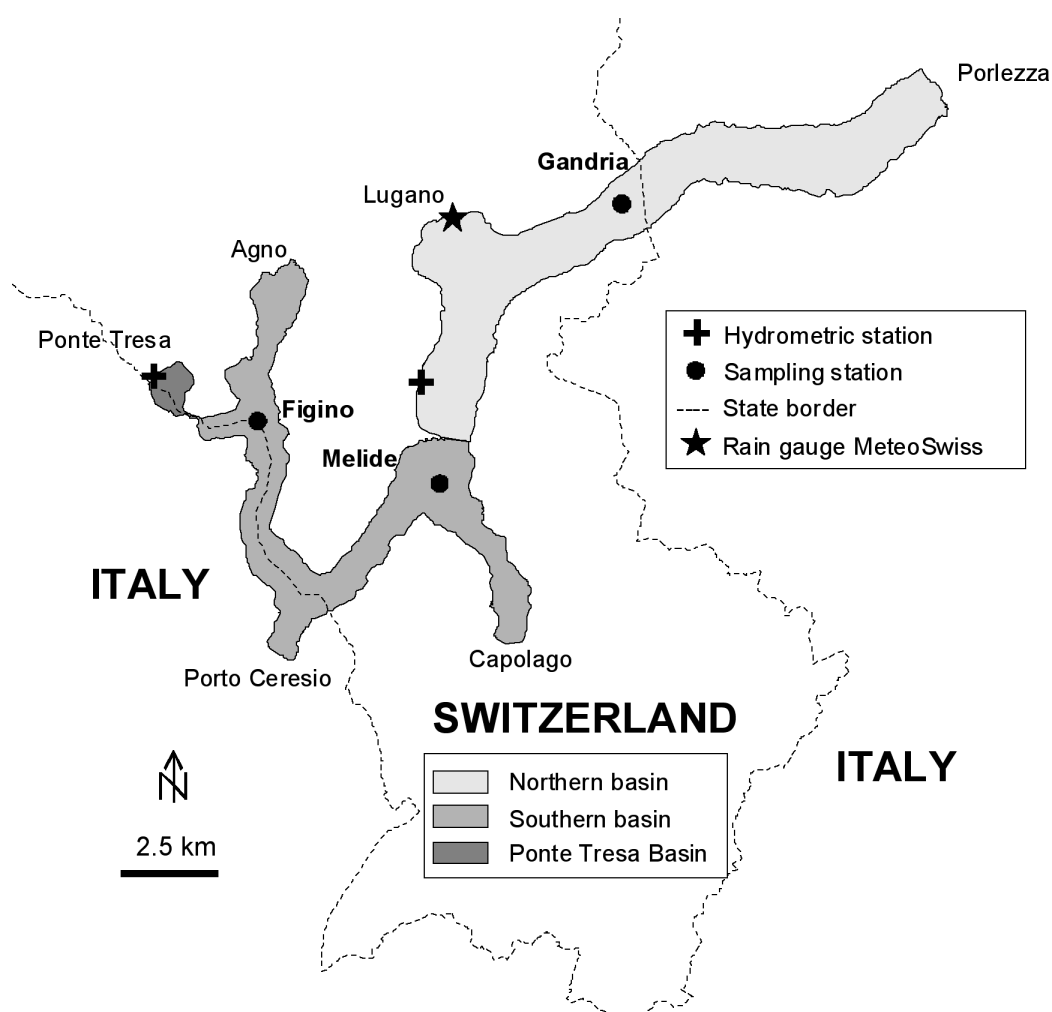 Porlezza
Gandria
Lugano
Agno
Ponte Tresa
Hydrometric station
Sampling station
State border
Rain gauge MeteoSwiss
Figino
Melide
ITALY
Capolago
Porto Ceresio
SWITZERLAND
ITALY
N
Northern basin
Southern basin
Ponte Tresa Basin
2.5 km